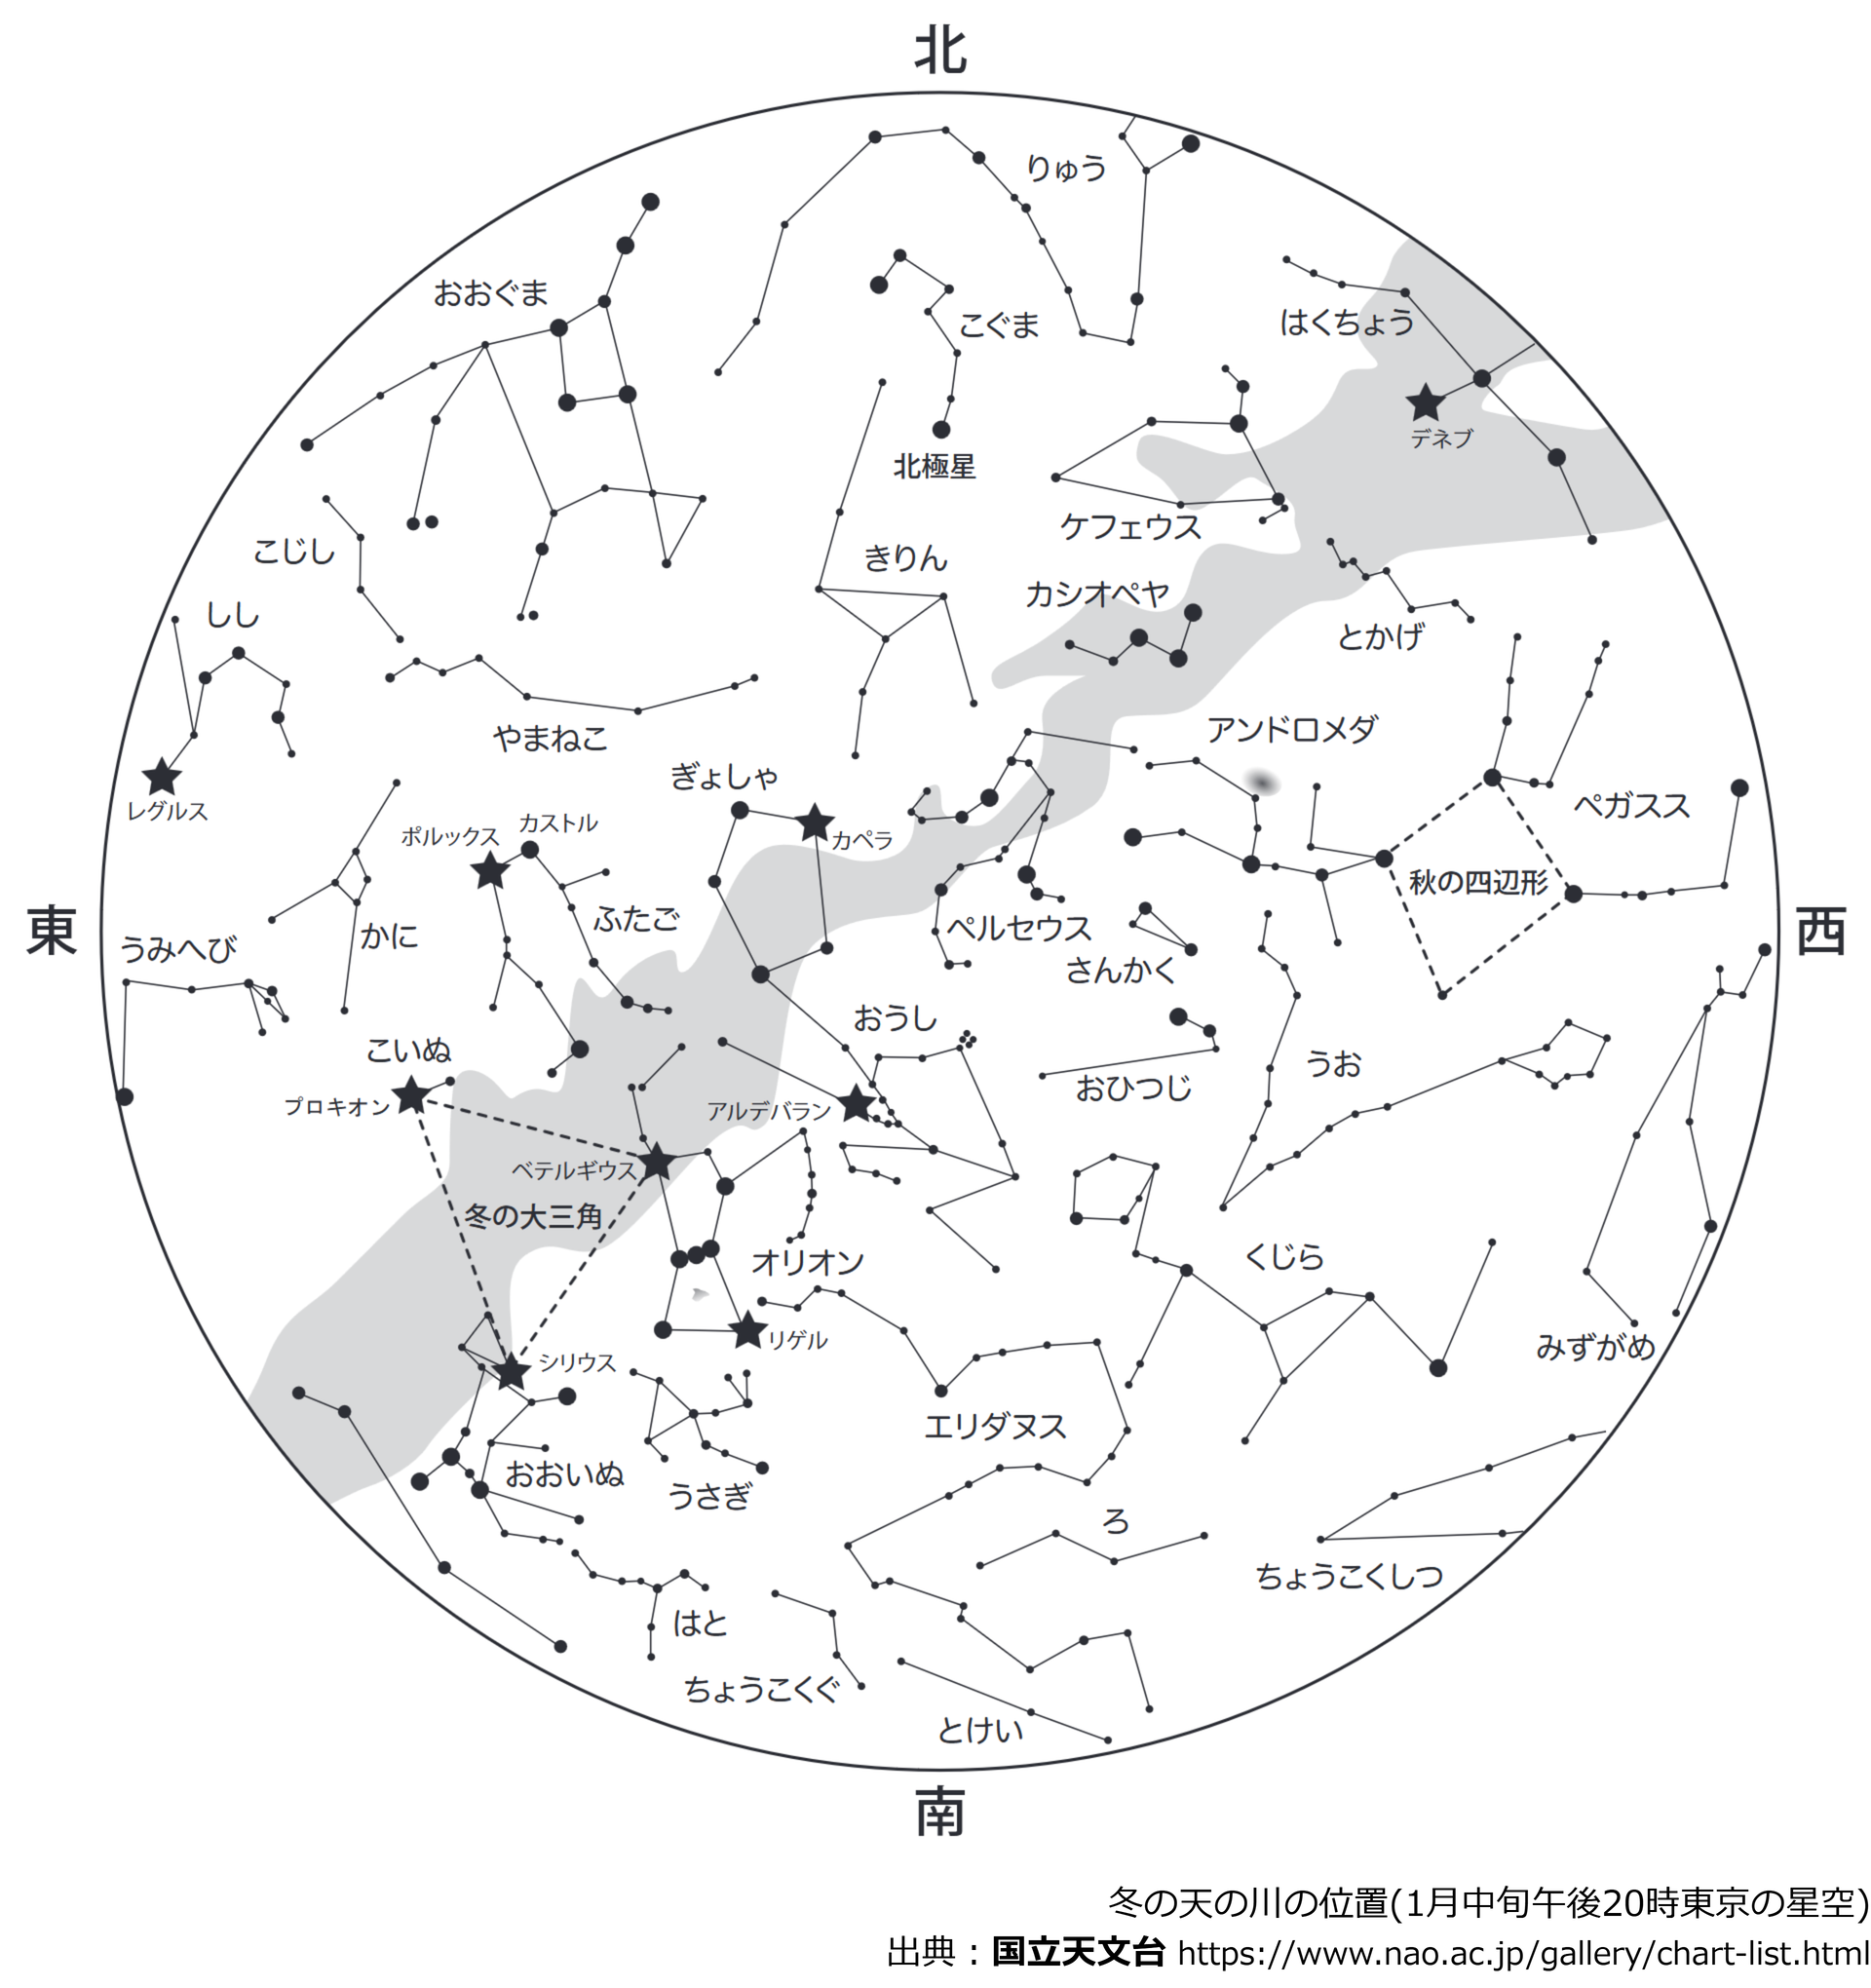 北
りゅう
おおぐま
こぐま
はくちょう
デネブ
北極星
ケフェウス
こじし
きりん
カシオペヤ
しし
とかげ
やまねこ
アンドロメダ
ぎょしゃ
レグルス
ポルックス
カストル
カペラ
ペガスス
秋の四辺形
東
うみへび
かに
ふたご
ペルセウス
さんかく
西
おうし
こいぬ
プロキオン
アルデバラン
おひつじ
うお
ベテルギウス
冬の大三角
オリオン
くじら
リゲル
みずがめ
シリウス
エリダヌス
おおいぬ
うさぎ
ろ
ちょうこくしつ
はと
ちょうこくぐ
とけい
南
冬の天の川の位置(1月中旬午後20時東京の星空)
出典：国立天文台 https://www.nao.ac.jp/gallery/chart-list.html